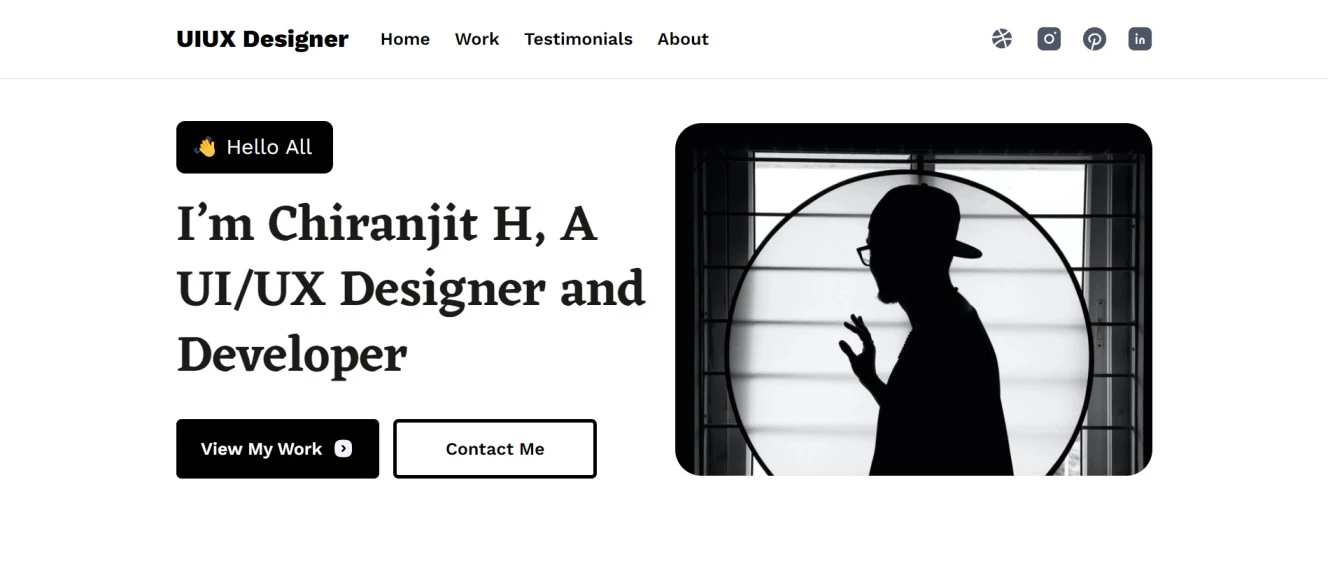 UIUX Designer Home Work Testimonials About in
👋 Hello All
I’m Chiranjit H, A
UI/UX Designer and
Developer
View My Work Contact Me